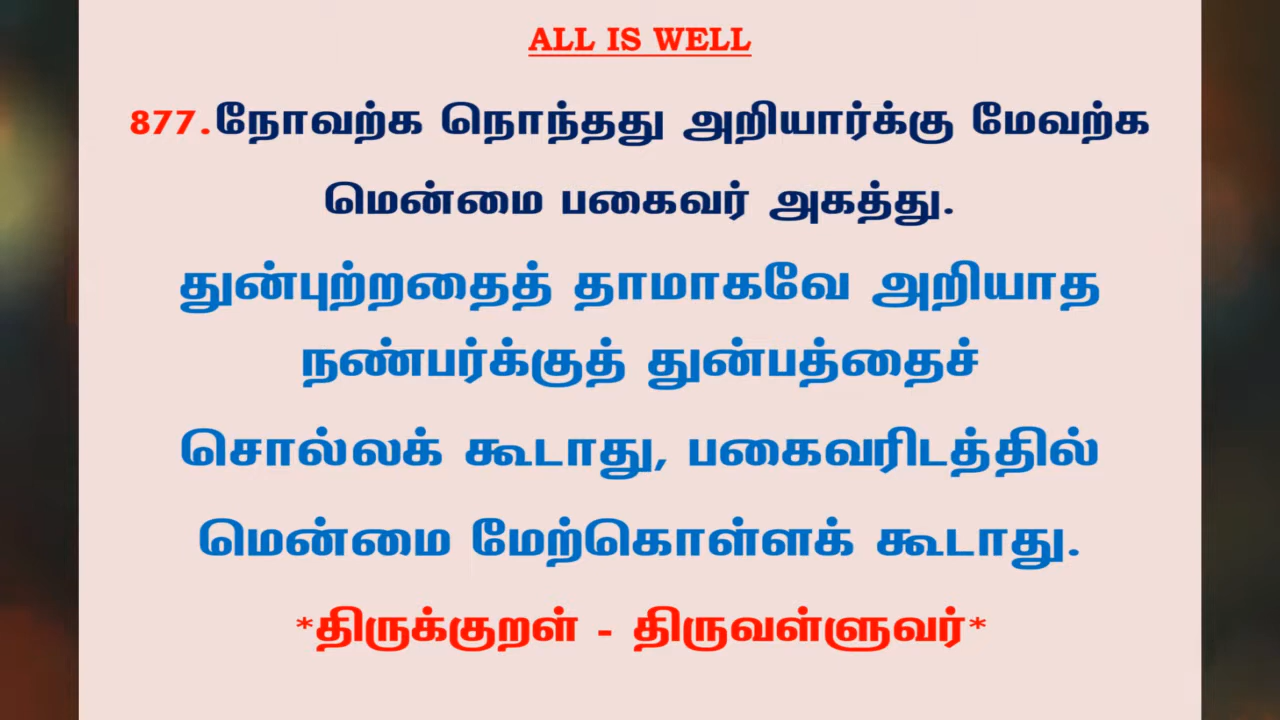 ALL IS WELL
877.நோவற்க நொந்தது அறியார்க்கு மேவற்க
மென்மை பகைவர் அகத்து.
துன்புற்றதைத் தாமாகவே அறியாத
நண்பர்க்குத் துன்பத்தைச்
சொல்லக் கூடாது, பகைவரிடத்தில்
மென்மை மேற்கொள்ளக் கூடாது.
*திருக்குறள் - திருவள்ளுவர்*